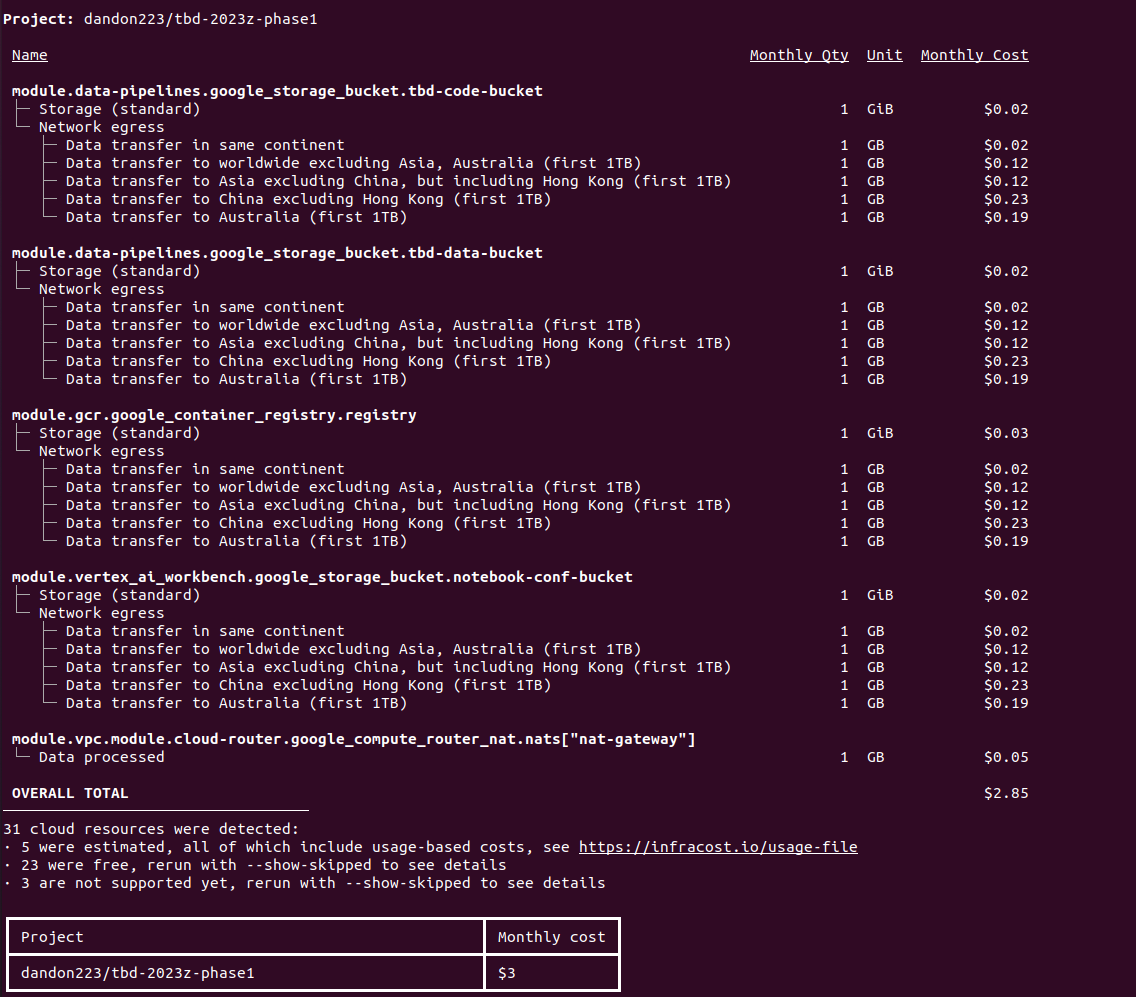 Project: dandon223/tbd-2023z-phase1
Name Monthly Qty Unit Monthly Cost
module.data-pipelines.google_storage_bucket.tbd-code-bucket
├─ Storage (standard) 1 GiB $0.02
└─ Network egress
├─ Data transfer in same continent 1 GB $0.02
├─ Data transfer to worldwide excluding Asia, Australia (first 1TB) 1 GB $0.12
├─ Data transfer to Asia excluding China, but including Hong Kong (first 1TB) 1 GB $0.12
├─ Data transfer to China excluding Hong Kong (first 1TB) 1 GB $0.23
└─ Data transfer to Australia (first 1TB) 1 GB $0.19
module.data-pipelines.google_storage_bucket.tbd-data-bucket
├─ Storage (standard) 1 GiB $0.02
└─ Network egress
├─ Data transfer in same continent 1 GB $0.02
├─ Data transfer to worldwide excluding Asia, Australia (first 1TB) 1 GB $0.12
├─ Data transfer to Asia excluding China, but including Hong Kong (first 1TB) 1 GB $0.12
├─ Data transfer to China excluding Hong Kong (first 1TB) 1 GB $0.23
└─ Data transfer to Australia (first 1TB) 1 GB $0.19
module.gcr.google_container_registry.registry
├─ Storage (standard) 1 GiB $0.03
└─ Network egress
├─ Data transfer in same continent 1 GB $0.02
├─ Data transfer to worldwide excluding Asia, Australia (first 1TB) 1 GB $0.12
├─ Data transfer to Asia excluding China, but including Hong Kong (first 1TB) 1 GB $0.12
├─ Data transfer to China excluding Hong Kong (first 1TB) 1 GB $0.23
└─ Data transfer to Australia (first 1TB) 1 GB $0.19
module.vertex_ai_workbench.google_storage_bucket.notebook-conf-bucket
├─ Storage (standard) 1 GiB $0.02
└─ Network egress
├─ Data transfer in same continent 1 GB $0.02
├─ Data transfer to worldwide excluding Asia, Australia (first 1TB) 1 GB $0.12
├─ Data transfer to Asia excluding China, but including Hong Kong (first 1TB) 1 GB $0.12
├─ Data transfer to China excluding Hong Kong (first 1TB) 1 GB $0.23
└─ Data transfer to Australia (first 1TB) 1 GB $0.19
module.vpc.module.cloud-router.google_compute_router_nat.nats["nat-gateway"]
└─ Data processed 1 GB $0.05
OVERALL TOTAL $2.85
31 cloud resources were detected:
· 5 were estimated, all of which include usage-based costs, see https://infracost.io/usage-file
· 23 were free, rerun with --show-skipped to see details
· 3 are not supported yet, rerun with --show-skipped to see details
Project Monthly cost
dandon223/tbd-2023z-phase1 $3